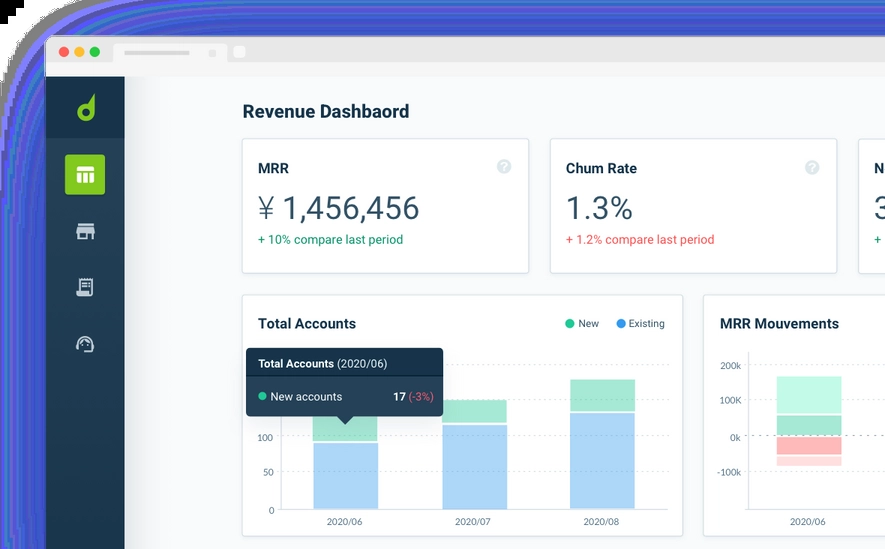 Revenue Dashbaord
MRR
?
¥ 1,456,456
+ 10% compare last period
Chum Rate
?
1.3%
+ 1.2% compare last period
N
3
+
Total Accounts
New
Existing
Total Accounts (2020/06)
New accounts 17 (-3%)
100
50
0
2020/06
2020/07
2020/08
MRR Mouvements
200k
100K
0k
-100k
2020/06